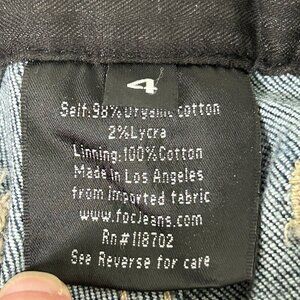 4
Self:98% Organic cotton
2%Lycra
Linning:100%Cotton
Made in Los Angeles
from imported fabric
www.focJeans.com
Rn#118702
See Reverse for care